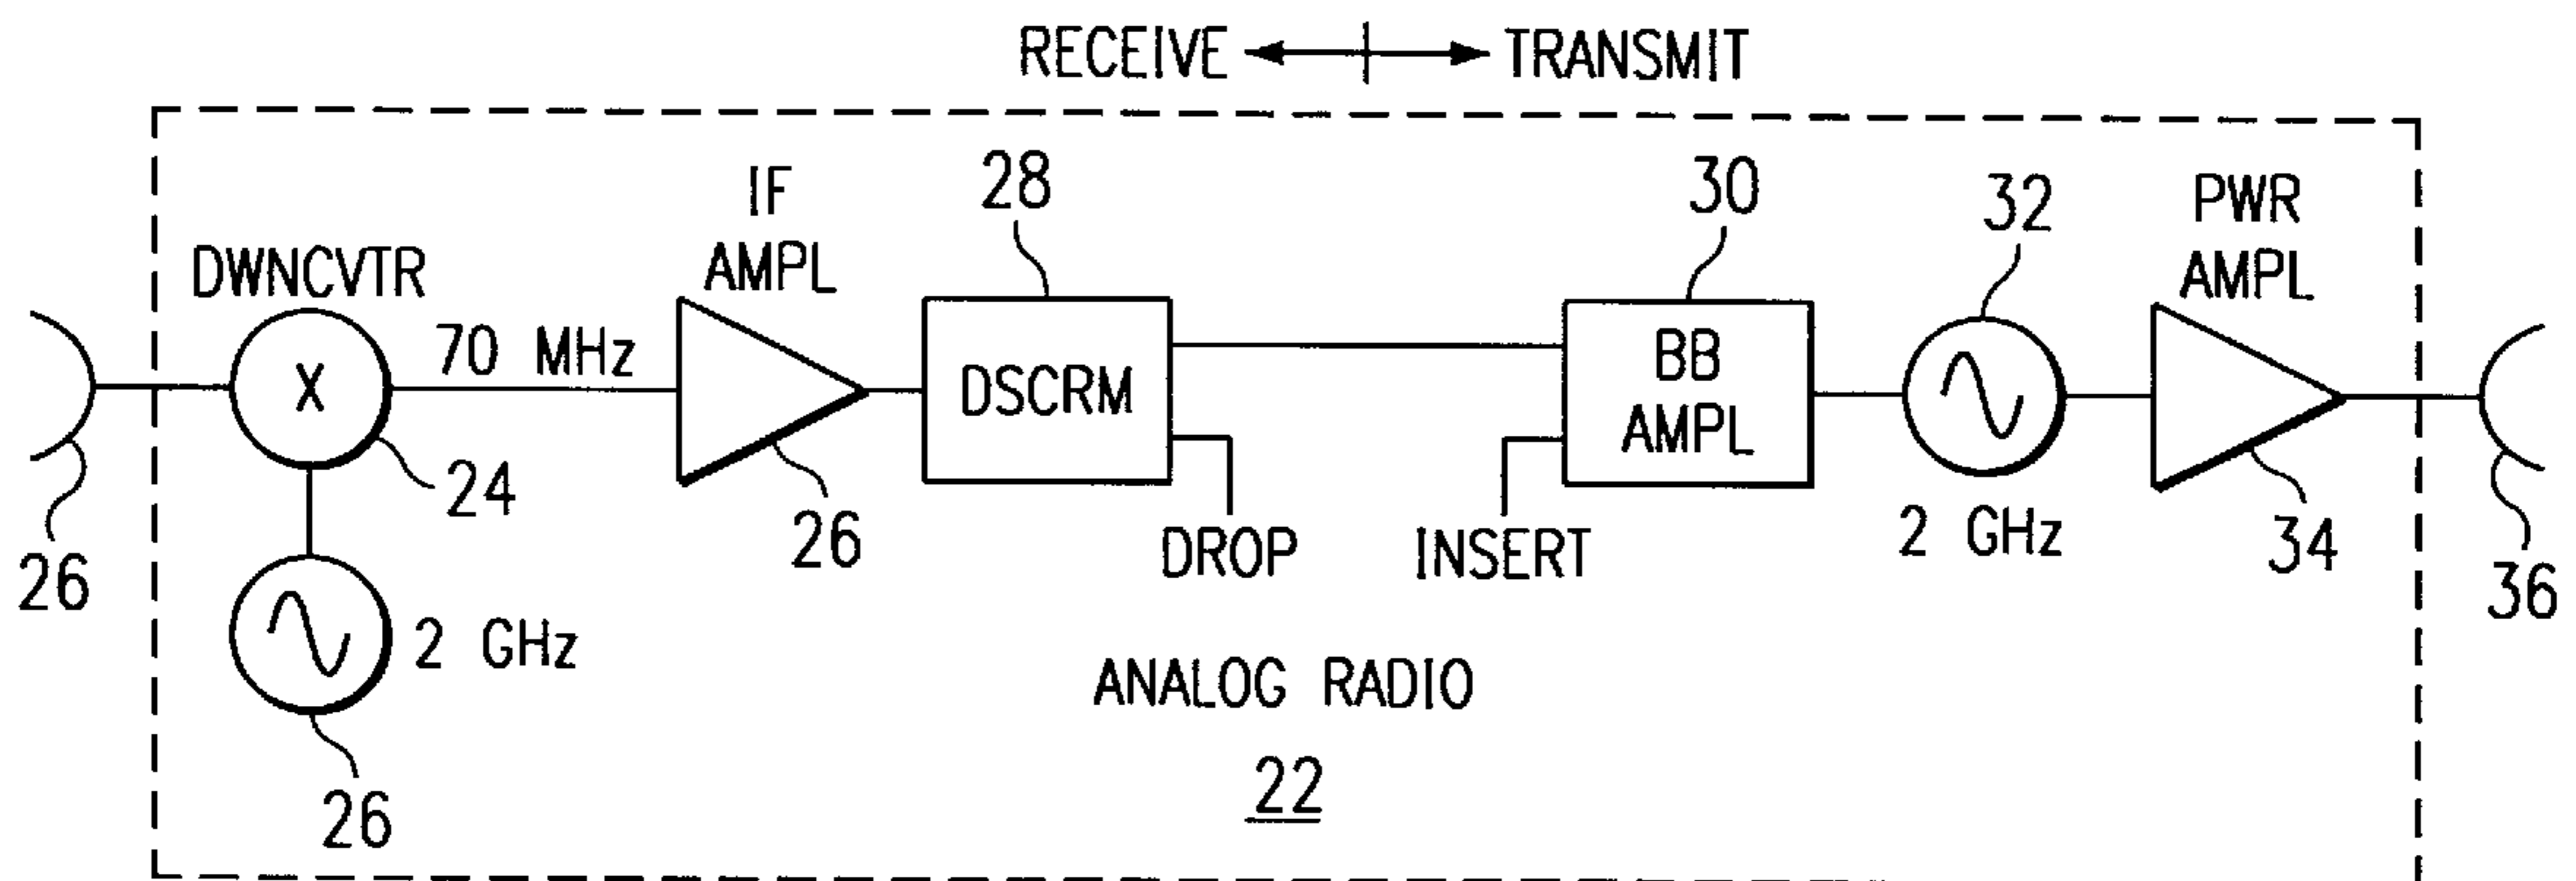 RECEIVE TRANSMIT
28
30
32
IF
AMPL
PWR
AMPL
DWNCVTR
70 MHz
X
DSCRM
BB
AMPL
24
26
26
DROP
INSERT
2 GHz
34
36
2 GHz
26
ANALOG RADIO
22